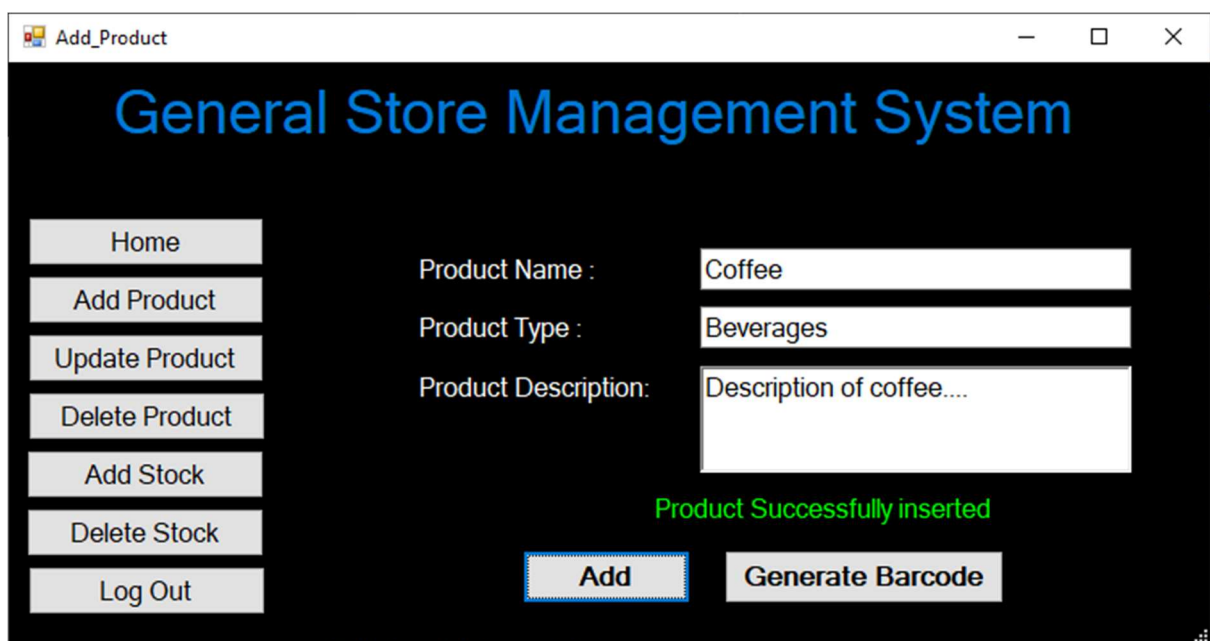 Add_Product
General Store Management System
Home
Add Product
Update Product
Delete Product
Add Stock
Delete Stock
Log Out
Product Name : Coffee
Product Type : Beverages
Product Description: Description of coffee....
Product Successfully inserted
Add Generate Barcode